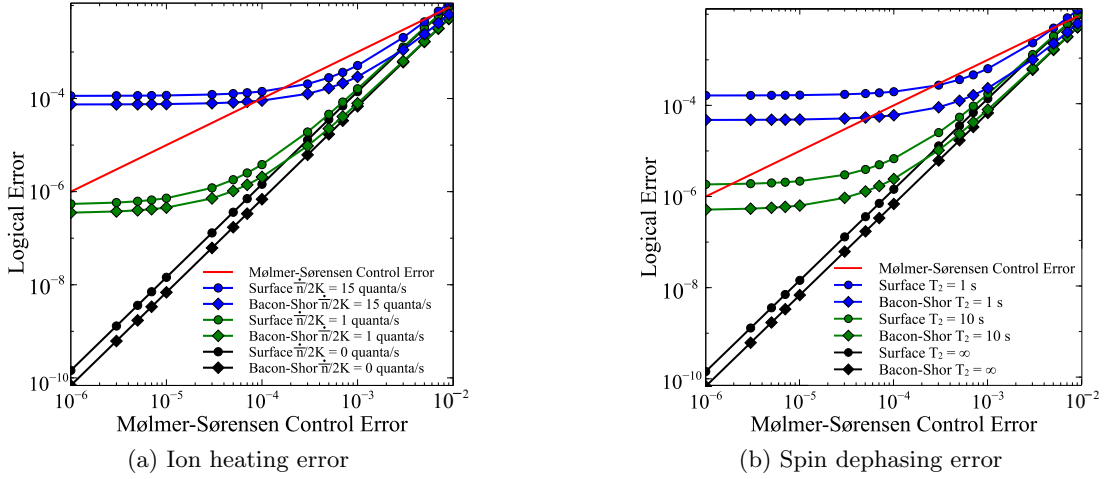 Logical Error
10⁻⁴
10⁻⁶
10⁻⁸
10⁻¹⁰
Mølmer-Sørensen Control Error
Surface n̅̇/2K = 15 quanta/s
Bacon-Shor n̅̇/2K = 15 quanta/s
Surface n̅̇/2K = 1 quanta/s
Bacon-Shor n̅̇/2K = 1 quanta/s
Surface n̅̇/2K = 0 quanta/s
Bacon-Shor n̅̇/2K = 0 quanta/s
10⁻⁶ 10⁻⁵ 10⁻⁴ 10⁻³ 10⁻²
Mølmer-Sørensen Control Error
(a) Ion heating error
Logical Error
10⁻⁴
10⁻⁶
10⁻⁸
10⁻¹⁰
Mølmer-Sørensen Control Error
Surface T₂ = 1 s
Bacon-Shor T₂ = 1 s
Surface T₂ = 10 s
Bacon-Shor T₂ = 10 s
Surface T₂ = ∞
Bacon-Shor T₂ = ∞
10⁻⁶ 10⁻⁵ 10⁻⁴ 10⁻³ 10⁻²
Mølmer-Sørensen Control Error
(b) Spin dephasing error